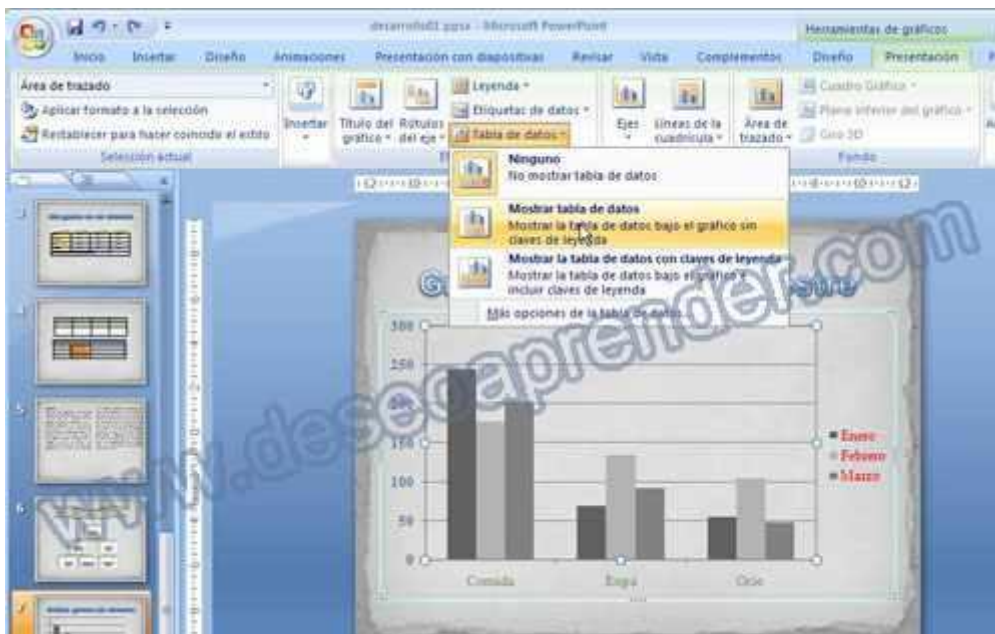 desarrollo01.ppsx - Microsoft PowerPoint
Herramientas de gráficos
Inicio Insertar Diseño Animaciones Presentación con diapositivas Revisar Vista Complementos Diseño Presentación
Área de trazado
Aplicar formato a la selección
Restablecer para hacer coincidir el estilo
Selección actual
Insertar
Título del gráfico
Rótulos del eje
Leyenda
Etiquetas de datos
Tabla de datos
Ejes
Líneas de la cuadrícula
Área de trazado
Cuadro Gráfico
Plano inferior del gráfico
Giro 3D
Fondo
Ninguno
No mostrar tabla de datos
Mostrar tabla de datos
Mostrar la tabla de datos bajo el gráfico sin
claves de leyenda
Mostrar la tabla de datos con claves de leyenda
Mostrar la tabla de datos bajo el gráfico e
incluir claves de leyenda
Más opciones de la tabla de datos...
300
250
150
100
50
0
Comida Ropa Ocio
Enero
Febrero
Marzo
www.deseoaprender.com